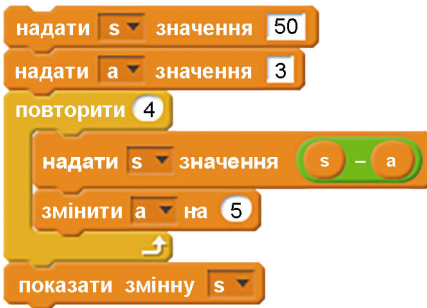 надати s значення 50
надати a значення 3
повторити 4
надати s значення s – a
змінити a на 5
показати змінну s